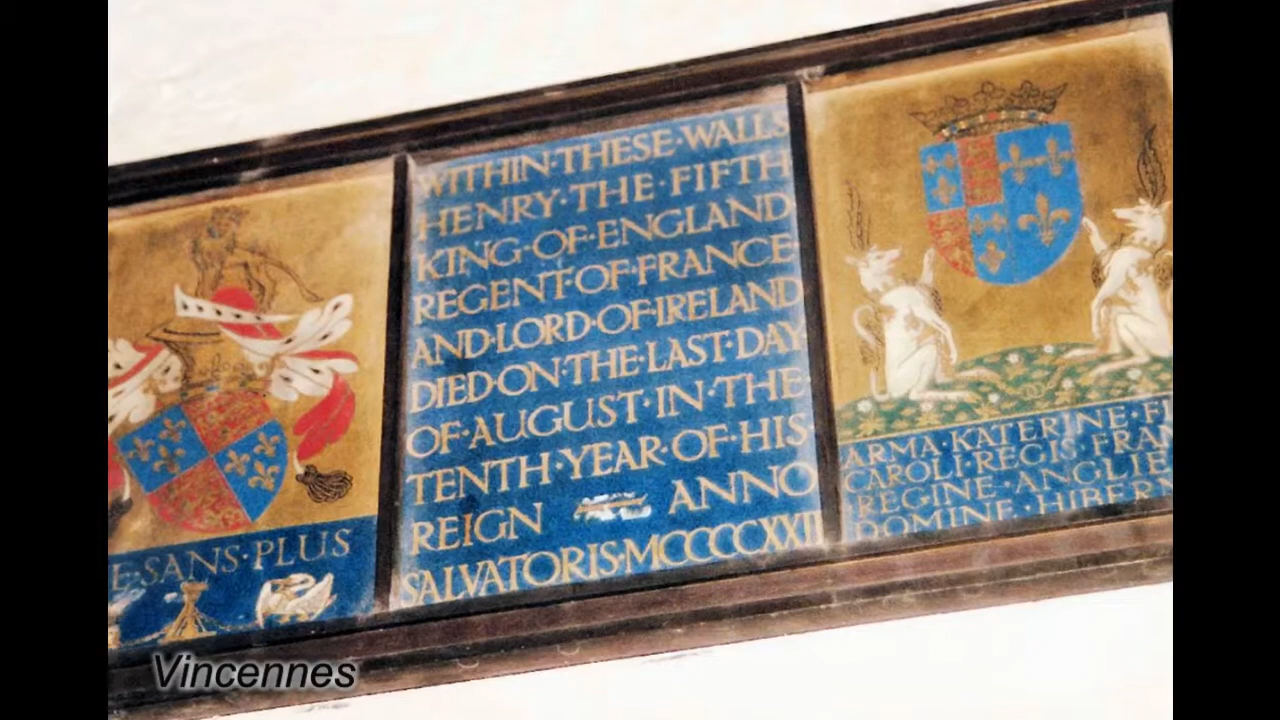 E·SANS·PLUS
WITHIN·THESE·WALLS
HENRY·THE·FIFTH
KING·OF·ENGLAND
REGENT·OF·FRANCE·
AND·LORD·OF·IRELAND
DIED·ON·THE·LAST·DAY
OF·AUGUST·IN·THE·
TENTH·YEAR·OF·HIS
REIGN ANNO
SALVATORIS·MCCCCXXII
ARMA·KATERINE·FI
CAROLI·REGIS·FRAN
REGINE·ANGLIE
DOMINE·HIBERN
Vincennes